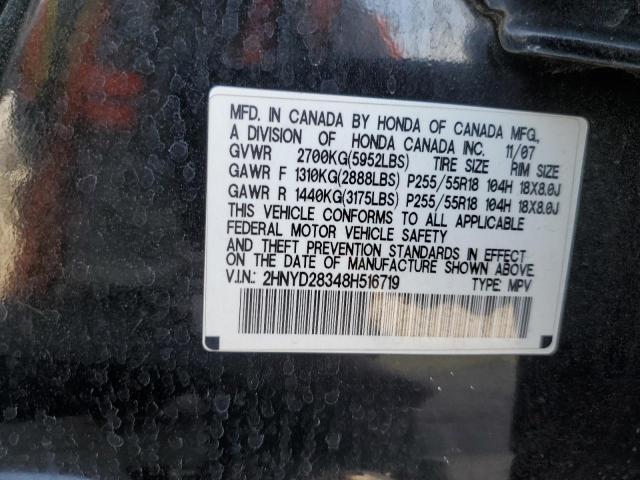 MFD. IN CANADA BY HONDA OF CANADA MFG.,
A DIVISION OF HONDA CANADA INC. 11/07
GVWR 2700KG(5952LBS) TIRE SIZE RIM SIZE
GAWR F 1310KG(2888LBS) P255/55R18 104H 18X8.0J
GAWR R 1440KG(3175LBS) P255/55R18 104H 18X8.0J
THIS VEHICLE CONFORMS TO ALL APPLICABLE
FEDERAL MOTOR VEHICLE SAFETY
AND THEFT PREVENTION STANDARDS IN EFFECT
ON THE DATE OF MANUFACTURE SHOWN ABOVE.
V.I.N.: 2HNYD28348H516719 TYPE: MPV